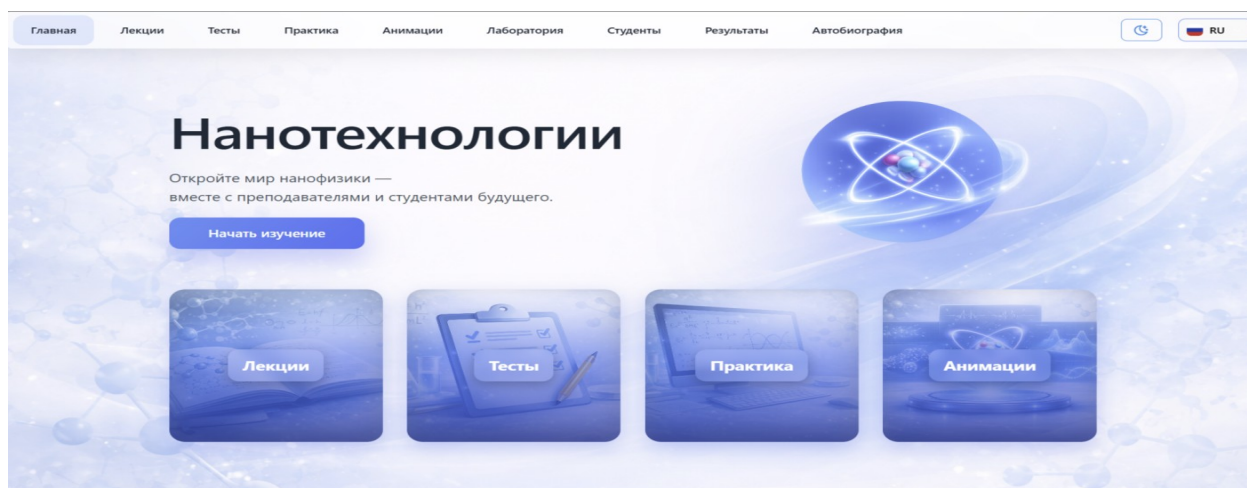 Главная Лекции Тесты Практика Анимации Лаборатория Студенты Результаты Автобиография RU
Нанотехнологии
Откройте мир нанофизики —
вместе с преподавателями и студентами будущего.
Начать изучение
Лекции Тесты Практика Анимации